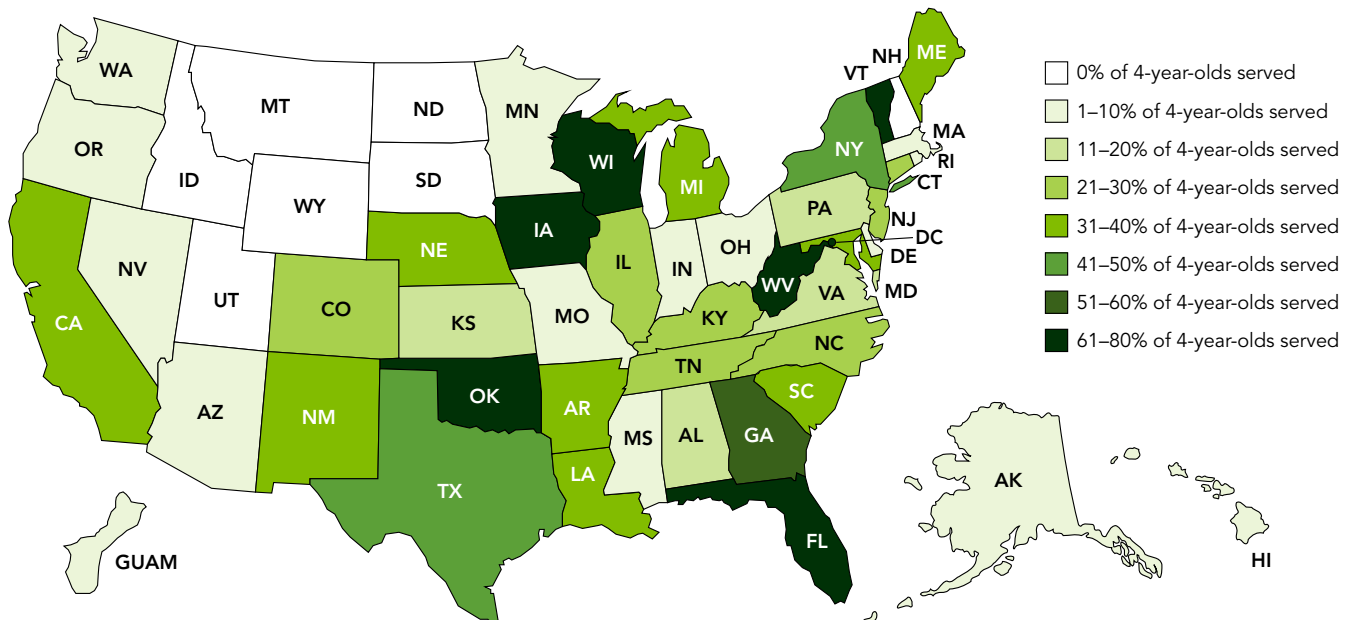 ME
NH
VT
WA
MT
ND
MN
OR
ID
SD
WI
NY
MA
RI
CT
WY
MI
IA
NE
PA
NJ
DC
DE
MD
NV
UT
CO
IL
IN
OH
WV
VA
CA
KS
MO
KY
NC
TN
AZ
NM
OK
AR
SC
MS
AL
GA
TX
LA
FL
GUAM
AK
HI
0% of 4-year-olds served
1–10% of 4-year-olds served
11–20% of 4-year-olds served
21–30% of 4-year-olds served
31–40% of 4-year-olds served
41–50% of 4-year-olds served
51–60% of 4-year-olds served
61–80% of 4-year-olds served